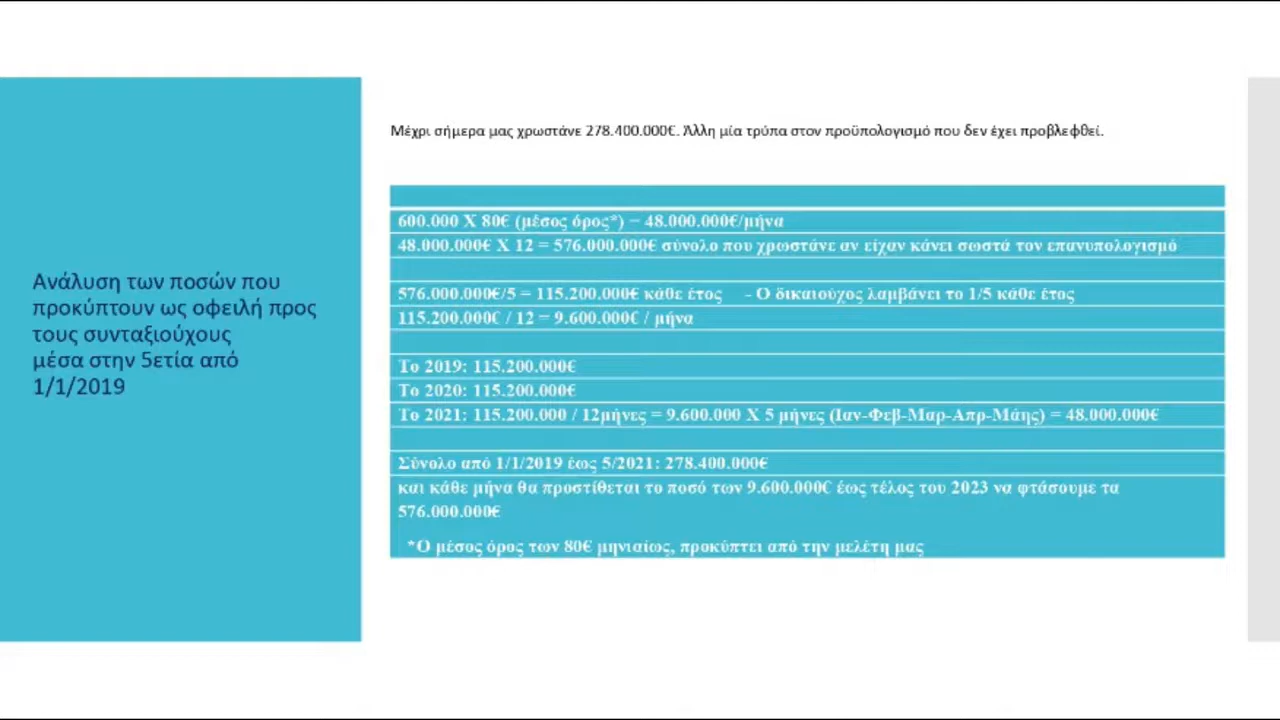 Μέχρι σήμερα μας χρωστάνε 278.400.000€. Άλλη μία τρύπα στον προϋπολογισμό που δεν έχει προβλεφθεί.
Ανάλυση των ποσών που
προκύπτουν ως οφειλή προς
τους συνταξιούχους
μέσα στην 5ετία από
1/1/2019
600.000 Χ 80€ (μέσος όρος*) = 48.000.000€/μήνα
48.000.000€ Χ 12 = 576.000.000€ σύνολο που χρωστάνε αν είχαν κάνει σωστά τον επανυπολογισμό
576.000.000€/5 = 115.200.000€ κάθε έτος - Ο δικαιούχος λαμβάνει το 1/5 κάθε έτος
115.200.000€ / 12 = 9.600.000€ / μήνα
Το 2019: 115.200.000€
Το 2020: 115.200.000€
Το 2021: 115.200.000 / 12μήνες = 9.600.000 Χ 5 μήνες (Ιαν-Φεβ-Μαρ-Απρ-Μάης) = 48.000.000€
Σύνολο από 1/1/2019 έως 5/2021: 278.400.000€
και κάθε μήνα θα προστίθεται το ποσό των 9.600.000€ έως τέλος του 2023 να φτάσουμε τα
576.000.000€
*Ο μέσος όρος των 80€ μηνιαίως, προκύπτει από την μελέτη μας